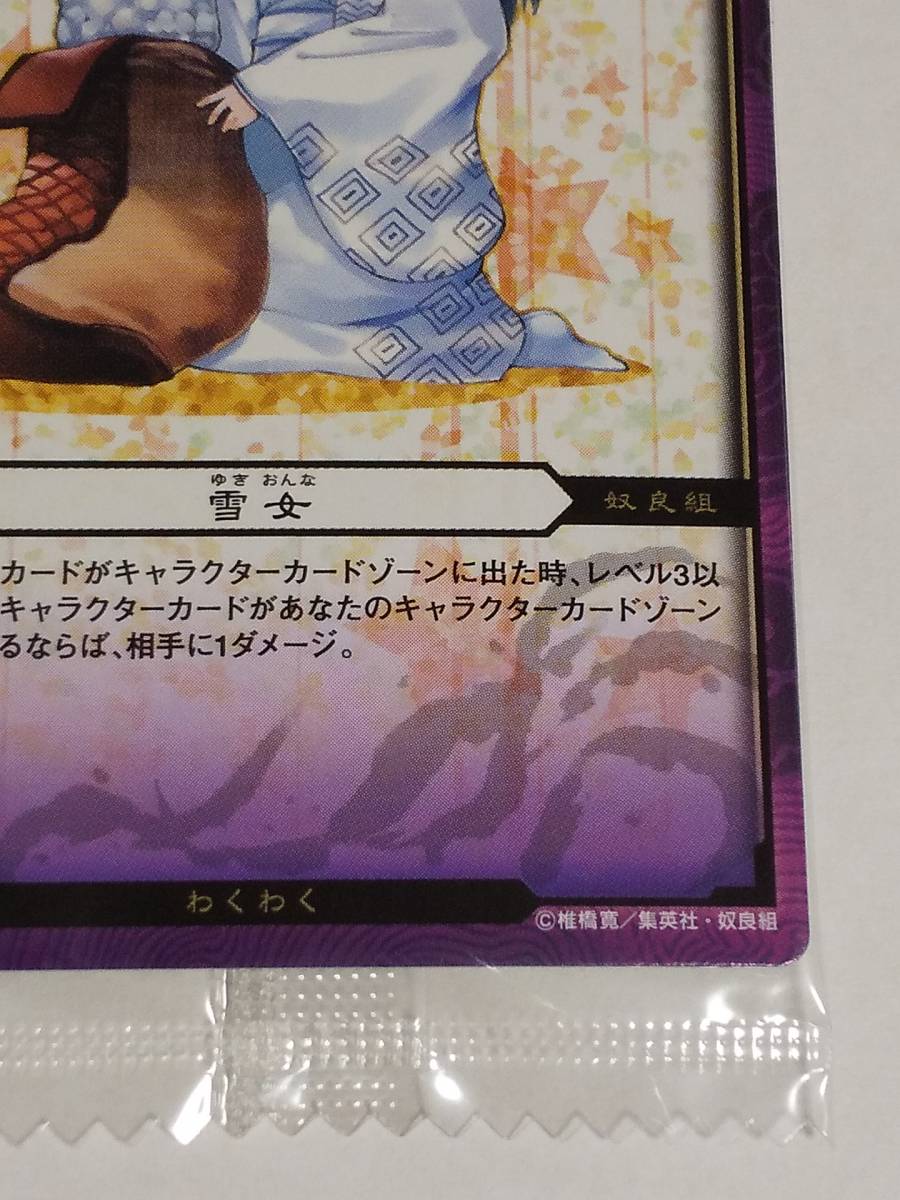 ゆき おんな
雪女
奴良組
カードがキャラクターカードゾーンに出た時、レベル3以
キャラクターカードがあなたのキャラクターカードゾーン
るならば、相手に1ダメージ。
わくわく
©椎橋寛／集英社・奴良組